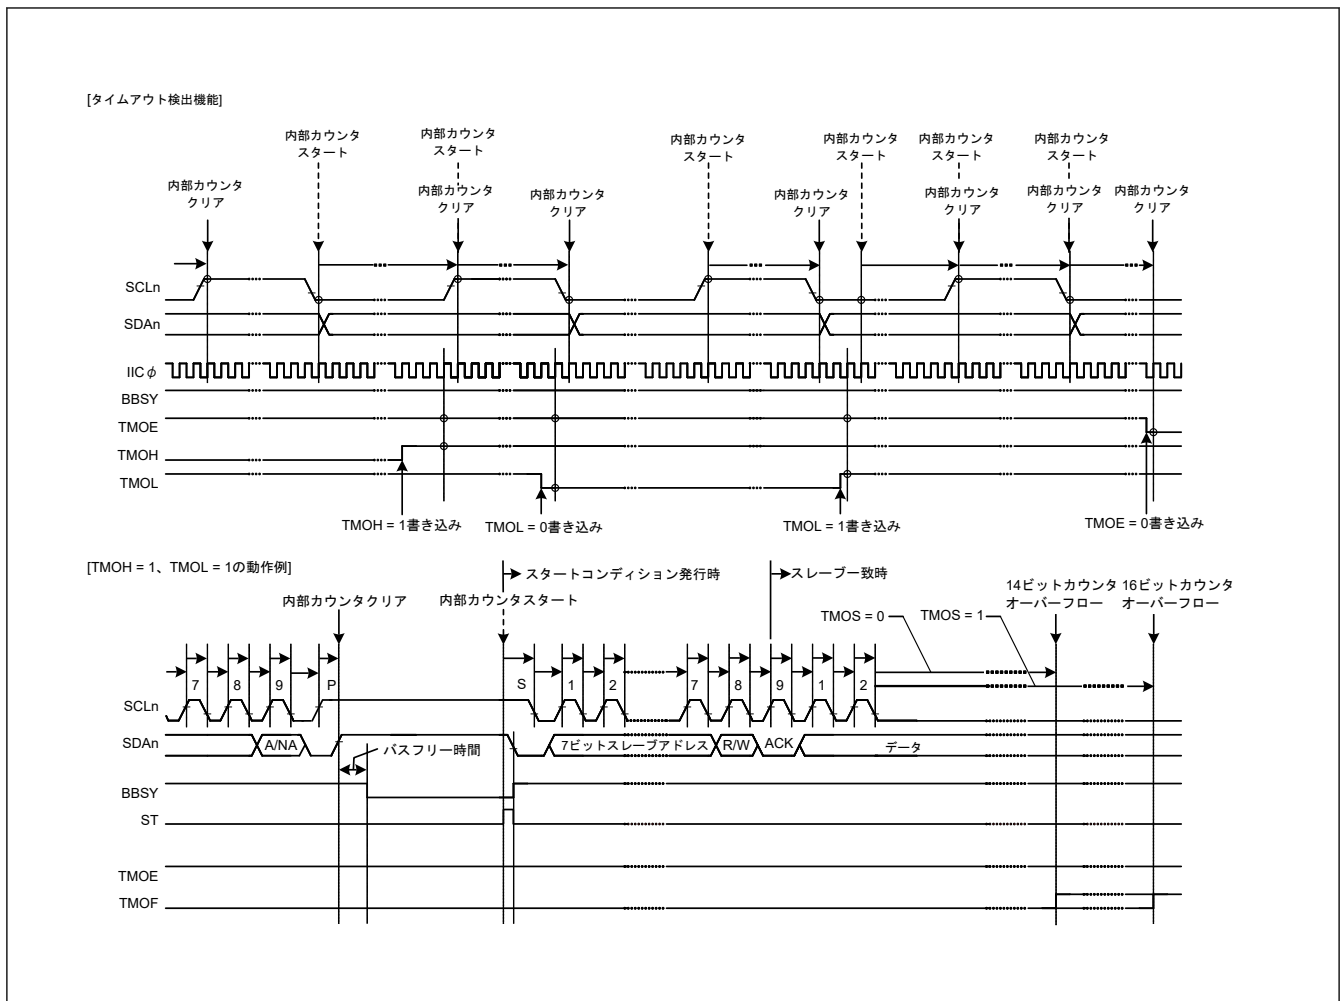 [タイムアウト検出機能]
内部カウンタ
スタート
内部カウンタ
スタート
内部カウンタ
スタート
内部カウンタ
スタート
内部カウンタ
スタート
内部カウンタ
スタート
内部カウンタ
クリア
内部カウンタ
クリア
内部カウンタ
クリア
内部カウンタ
クリア
内部カウンタ
クリア
内部カウンタ
クリア
内部カウンタ
クリア
SCLn
SDAn
IICφ
BBSY
TMOE
TMOH
TMOL
TMOH = 1書き込み
TMOL = 0書き込み
TMOL = 1書き込み
TMOE = 0書き込み
[TMOH = 1、TMOL = 1の動作例]
スタートコンディション発行時
スレーブ一致時
内部カウンタクリア
内部カウンタスタート
14ビットカウンタ
オーバーフロー
16ビットカウンタ
オーバーフロー
TMOS = 0
TMOS = 1
7 8 9 P S 1 2 7 8 9 1 2
SCLn
SDAn
A/NA
バスフリー時間
7ビットスレーブアドレス
R/W
ACK
データ
BBSY
ST
TMOE
TMOF